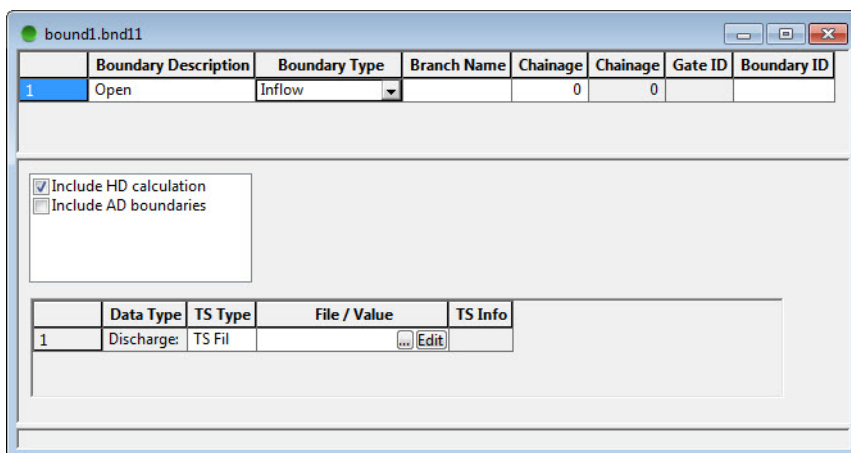 bound1.bnd11
Boundary Description Boundary Type Branch Name Chainage Chainage Gate ID Boundary ID
1 Open Inflow 0 0
Include HD calculation
Include AD boundaries
Data Type TS Type File / Value TS Info
1 Discharge: TS Fil ... Edit